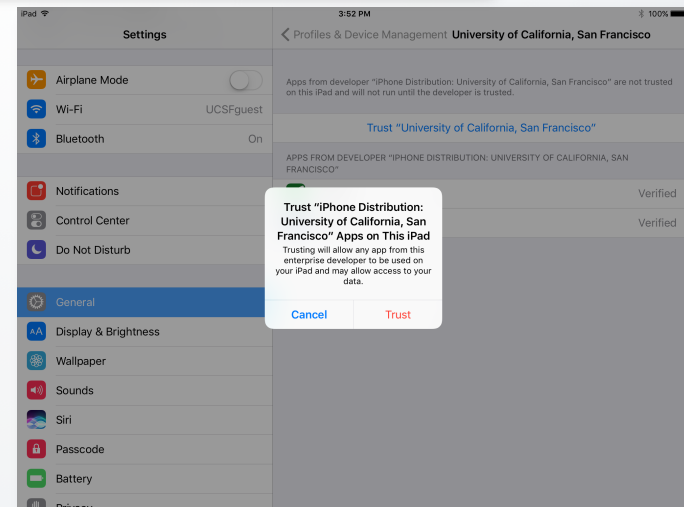 iPad
3:52 PM
100%
Settings
Profiles & Device Management
University of California, San Francisco
Airplane Mode
Wi-Fi
UCSFguest
Bluetooth
On
Notifications
Control Center
Do Not Disturb
General
Display & Brightness
AA
Wallpaper
Sounds
Siri
Passcode
Battery
Privacy
Apps from developer “iPhone Distribution: University of California, San Francisco” are not trusted
on this iPad and will not run until the developer is trusted.
Trust “University of California, San Francisco”
APPS FROM DEVELOPER “IPHONE DISTRIBUTION: UNIVERSITY OF CALIFORNIA, SAN
FRANCISCO”
Verified
Verified
Trust “iPhone Distribution:
University of California, San
Francisco” Apps on This iPad
Trusting will allow any app from this
enterprise developer to be used on
your iPad and may allow access to your
data.
Cancel
Trust